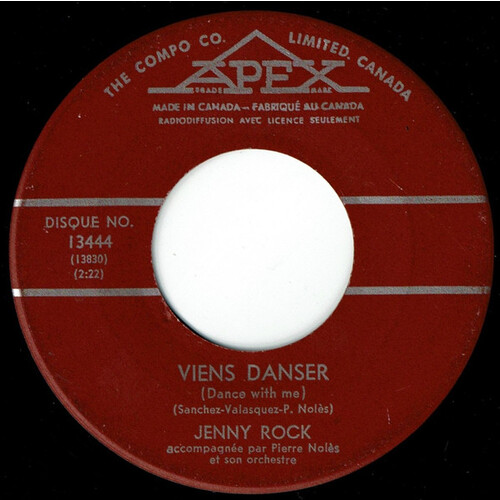 THE COMPO CO. LIMITED, CANADA
APEX
TRADE MARK
MADE IN CANADA – FABRIQUÉ AU CANADA
RADIODIFFUSION AVEC LICENCE SEULEMENT
DISQUE NO.
13444
(13830)
(2:22)
VIENS DANSER
(Dance with me)
(Sanchez-Valasquez-P. Nolès)
JENNY ROCK
accompagnée par Pierre Nolès
et son orchestre